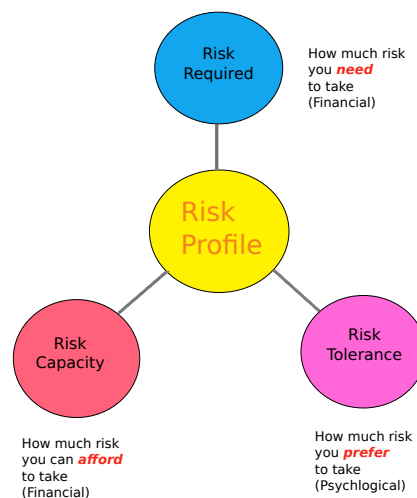 Risk
Required
How much risk
you need
to take
(Financial)
Risk
Profile
Risk
Capacity
Risk
Tolerance
How much risk
you can afford
to take
(Financial)
How much risk
you prefer
to take
(Psychlogical)